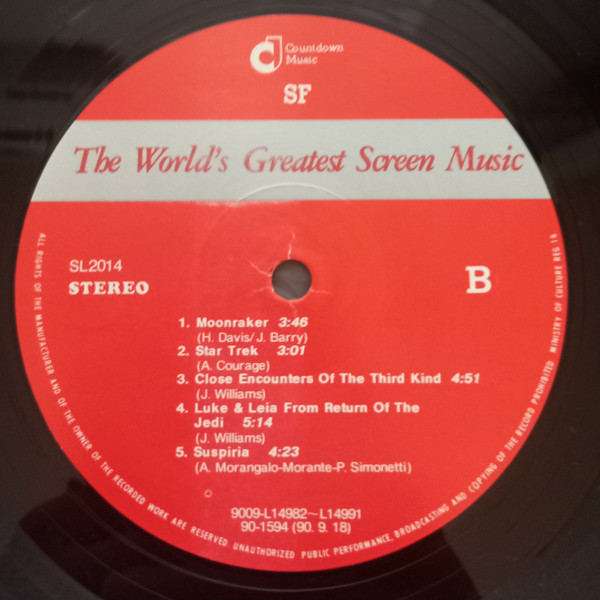 Countdown
Music
SF
The World's Greatest Screen Music
SL2014
STEREO
B
1. Moonraker 3:46
(H. Davis/J. Barry)
2. Star Trek 3:01
(A. Courage)
3. Close Encounters Of The Third Kind 4:51
(J. Williams)
4. Luke & Leia From Return Of The
Jedi 5:14
(J. Williams)
5. Suspiria 4:23
(A. Morangalo-Morante-P. Simonetti)
9009-L14982~L14991
90-1594 (90. 9. 18)
ALL RIGHTS OF THE MANUFACTURER AND OF THE OWNER OF THE RECORDED WORK ARE RESERVED. UNAUTHORIZED PUBLIC PERFORMANCE, BROADCASTING AND COPYING OF THE RECORD PROHIBITED MINISTRY OF CULTURE REG. 16